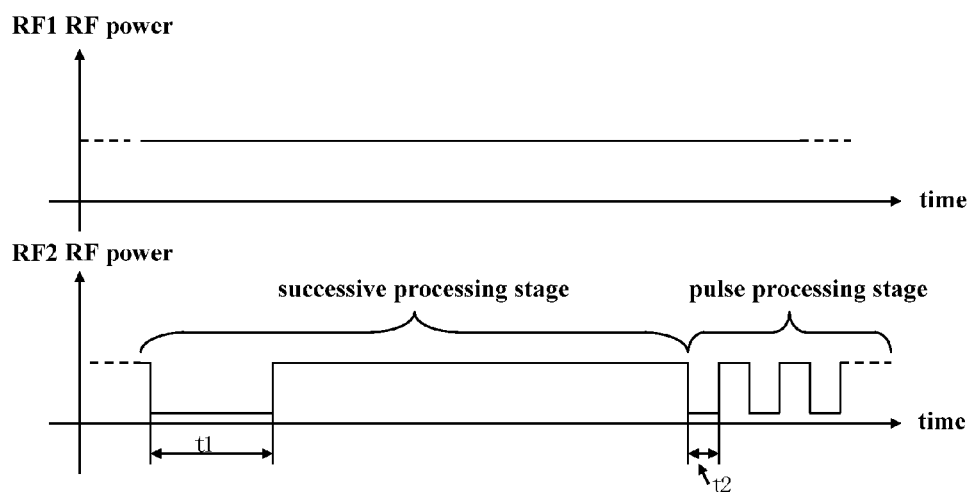 RF1 RF power
time
RF2 RF power
successive processing stage
pulse processing stage
time
t1
t2